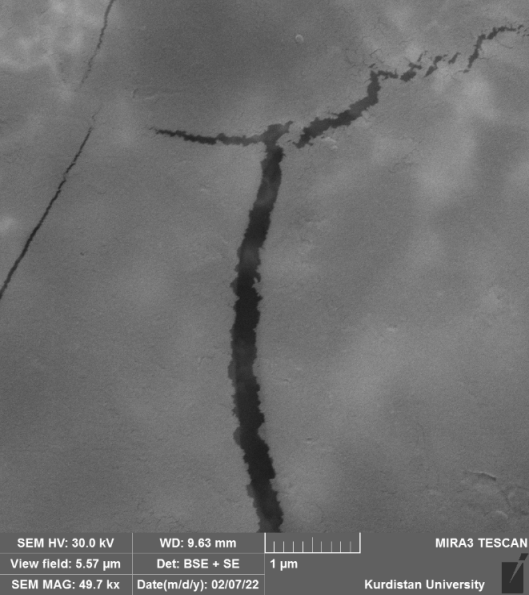 SEM HV: 30.0 kV
WD: 9.63 mm
MIRA3 TESCAN
View field: 5.57 µm
Det: BSE + SE
1 µm
SEM MAG: 49.7 kx
Date(m/d/y): 02/07/22
Kurdistan University